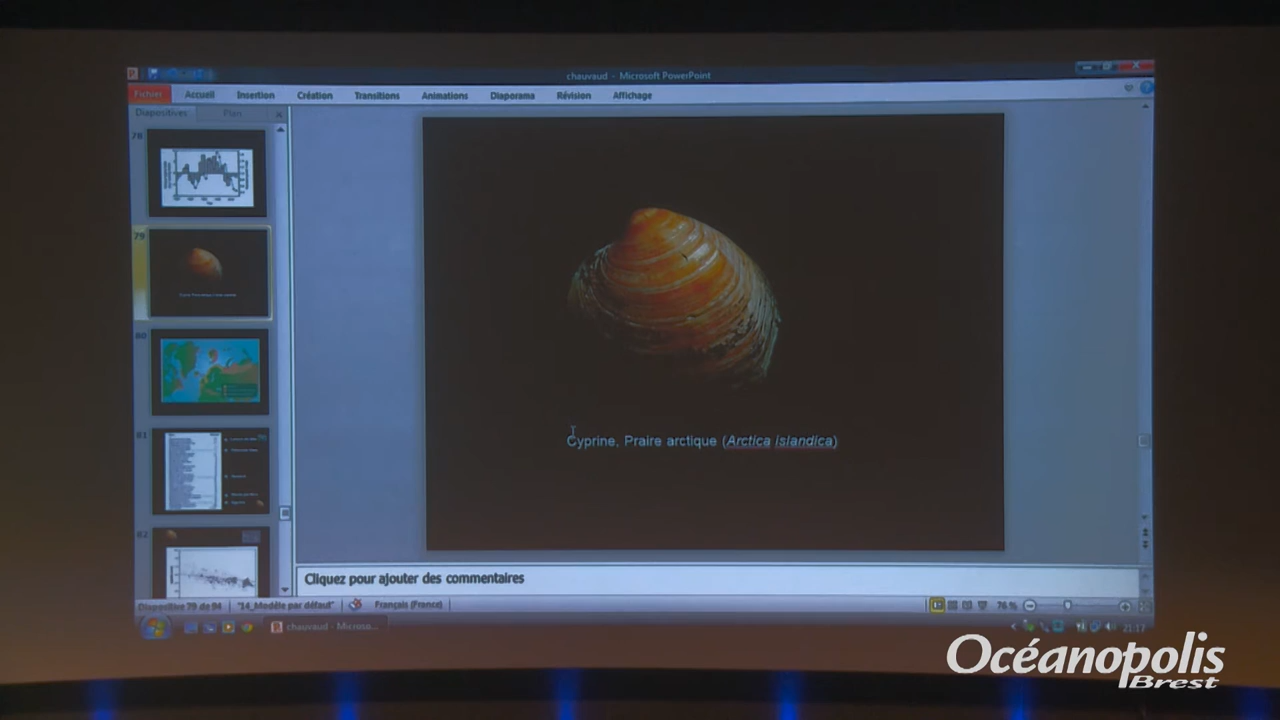 chauvaud - Microsoft PowerPoint
Fichier Accueil Insertion Création Transitions Animations Diaporama Révision Affichage
Diapositives Plan
78
79
80
81
82
Cyprine, Praire arctique (Arctica islandica)
Cliquez pour ajouter des commentaires
Diapositive 79 de 94 "14_Modèle par défaut" Français (France) 76 %
chauvaud - Microso... 21:17
Océanopolis
Brest